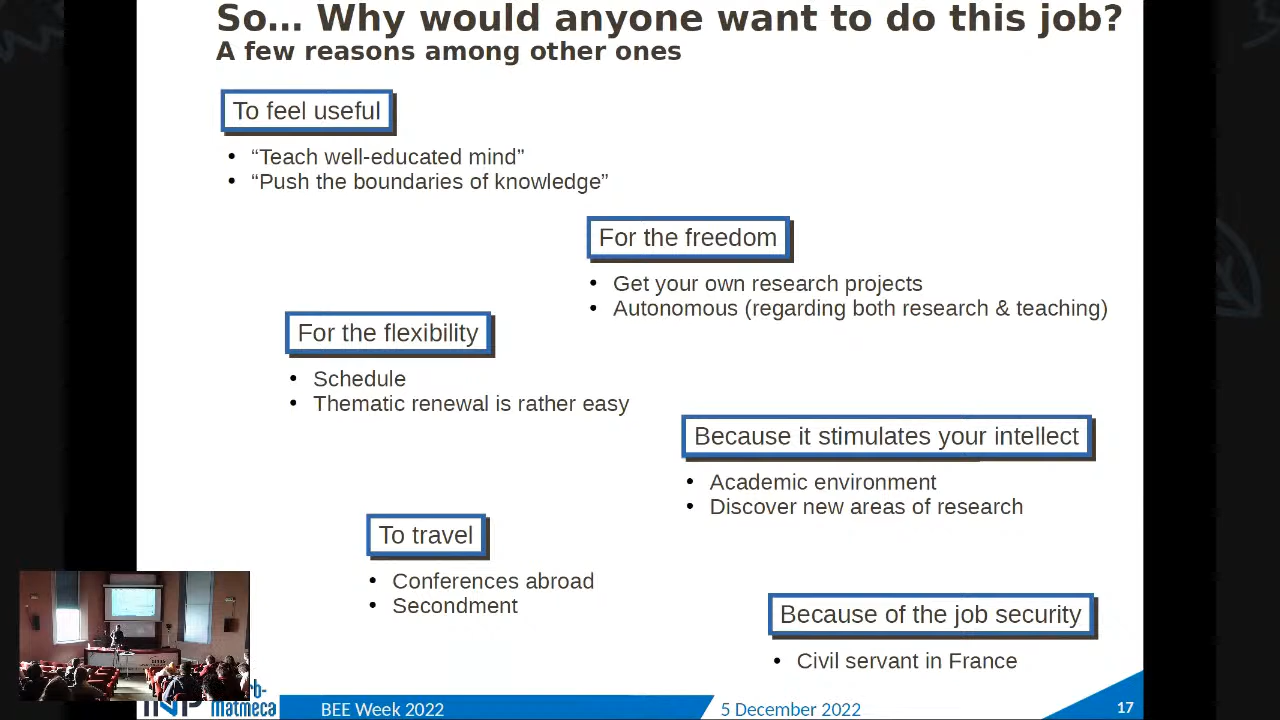 So... Why would anyone want to do this job?
A few reasons among other ones
To feel useful
• “Teach well-educated mind”
• “Push the boundaries of knowledge”
For the freedom
• Get your own research projects
• Autonomous (regarding both research & teaching)
For the flexibility
• Schedule
• Thematic renewal is rather easy
Because it stimulates your intellect
• Academic environment
• Discover new areas of research
To travel
• Conferences abroad
• Secondment
Because of the job security
• Civil servant in France
matmeca
BEE Week 2022
5 December 2022
17